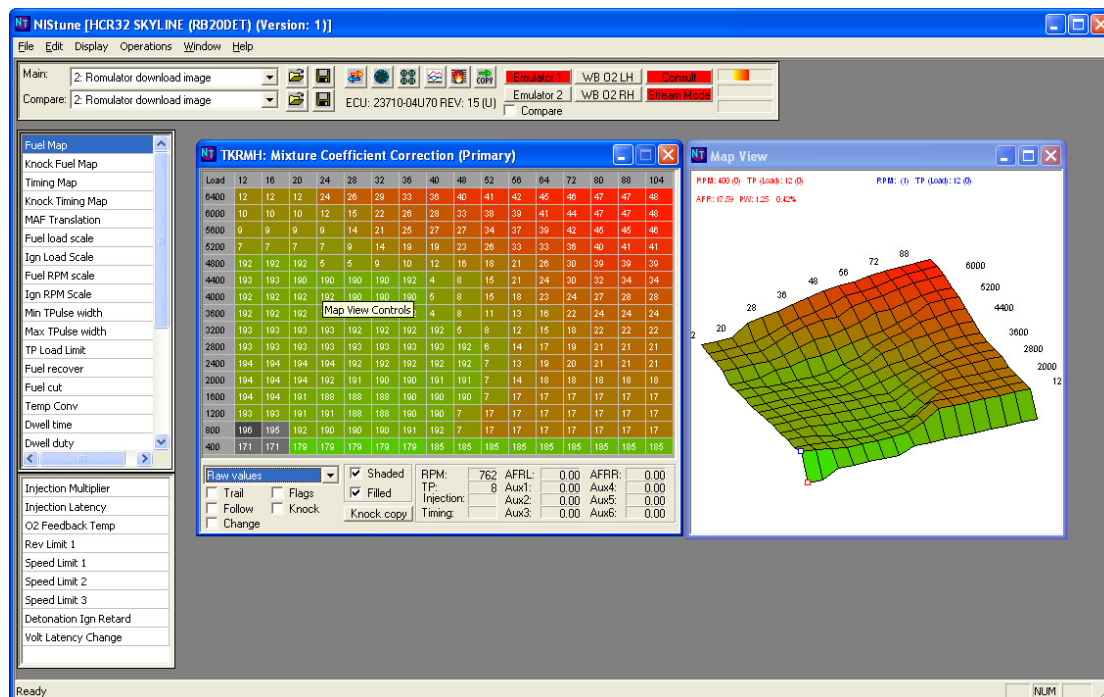 NIStune [HCR32 SKYLINE (RB20DET) (Version: 1)]
File Edit Display Operations Window Help
Main: 2: Romulator download image
Emulator 1 WB O2 LH Consult
Compare: 2: Romulator download image
COPY
ECU: 23710-04U70 REV: 15 (U)
Emulator 2 WB O2 RH Stream Mode
Compare
Fuel Map
Knock Fuel Map
Timing Map
Knock Timing Map
MAF Translation
Fuel load scale
Ign Load Scale
Fuel RPM scale
Ign RPM Scale
Min TPulse width
Max TPulse width
TP Load Limit
Fuel recover
Fuel cut
Temp Conv
Dwell time
Dwell duty
Injection Multiplier
Injection Latency
O2 Feedback Temp
Rev Limit 1
Speed Limit 1
Speed Limit 2
Speed Limit 3
Detonation Ign Retard
Volt Latency Change
TKRMH: Mixture Coefficient Correction (Primary)
Load 12 16 20 24 28 32 36 40 48 52 56 64 72 80 88 104
6400 12 12 12 24 26 29 33 36 40 41 42 45 46 47 47 48
6000 10 10 10 12 15 22 26 28 33 38 39 41 44 47 47 48
5600 9 9 9 9 14 21 25 27 27 34 37 39 42 45 45 46
5200 7 7 7 7 9 14 19 19 23 26 33 33 36 40 41 41
4800 192 192 192 5 5 9 10 12 16 18 21 26 30 39 39 39
4400 193 193 190 190 190 190 192 4 8 15 21 24 30 32 34 34
4000 192 192 192 192 190 190 190 5 8 15 18 23 24 27 28 28
3600 192 192 192 4 8 11 13 16 22 24 24 24
Map View Controls
3200 193 193 193 193 193 192 192 192 5 8 12 15 18 22 22 22
2800 193 193 193 193 193 193 193 193 192 6 14 17 19 21 21 21
2400 194 194 194 192 192 192 192 192 192 7 13 19 20 21 21 21
2000 194 194 194 192 191 190 190 191 191 7 14 18 18 18 18 18
1600 194 194 191 188 188 188 190 190 190 7 17 17 17 17 17 17
1200 193 193 191 191 188 188 190 190 7 17 17 17 17 17 17 17
800 196 195 192 190 190 190 190 191 192 7 17 17 17 17 17 17
400 171 171 179 179 179 179 179 185 185 185 185 185 185 185 185 185
Raw values
Trail Flags
Follow Knock
Change
Shaded
Filled
Knock copy
RPM: 762 AFRL: 0.00 AFRR: 0.00
TP: 8 Aux1: 0.00 Aux4: 0.00
Injection: Aux2: 0.00 Aux5: 0.00
Timing: Aux3: 0.00 Aux6: 0.00
Map View
RPM: 400 (0) TP (Load): 12 (0) RPM: (1) TP (Load): 12 (0)
AFR: 17.59 PW: 1.25 0.42%
2 20 28 36 48 56 72 88
6000
5200
4400
3600
2800
2000
12
Ready NUM